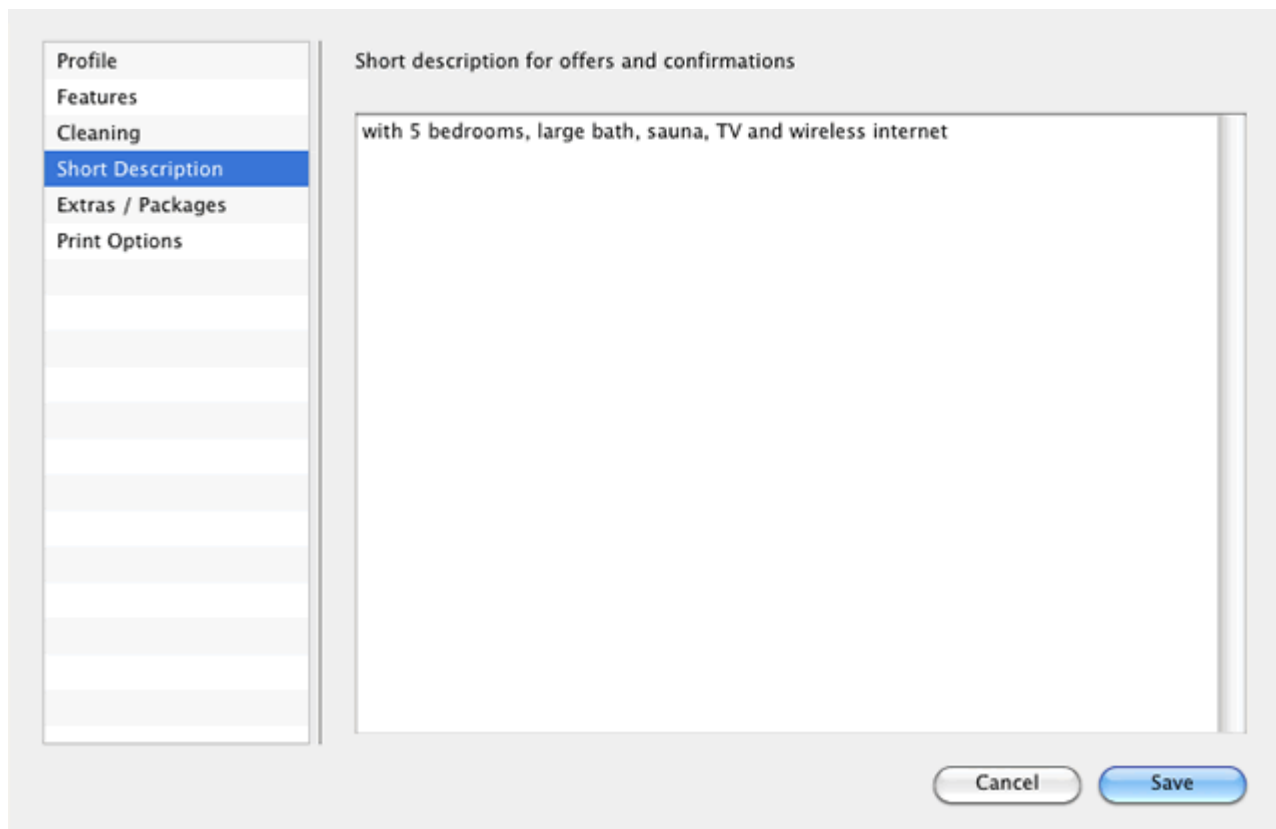 Profile
Features
Cleaning
Short Description
Extras / Packages
Print Options
Short description for offers and confirmations
with 5 bedrooms, large bath, sauna, TV and wireless internet
Cancel
Save